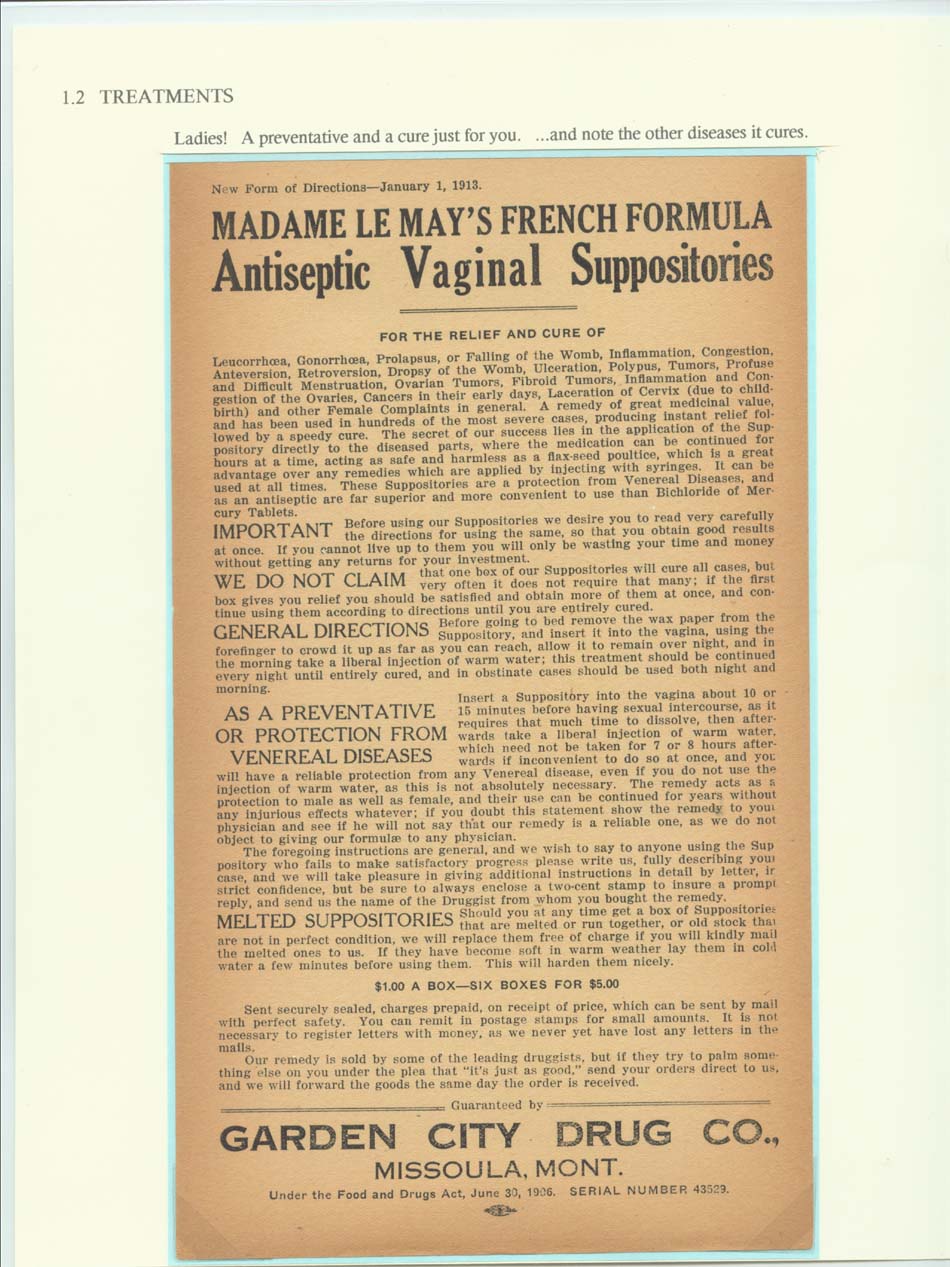 1.2 TREATMENTS
Ladies! A preventative and a cure just for you. ...and note the other diseases it cures.
New Form of Directions—January 1, 1913.
MADAME LE MAY'S FRENCH FORMULA
Antiseptic Vaginal Suppositories
FOR THE RELIEF AND CURE OF
Leucorrhœa, Gonorrhœa, Prolapsus, or Falling of the Womb, Inflammation, Congestion,
Anteversion, Retroversion, Dropsy of the Womb, Ulceration, Polypus, Tumors, Profuse
and Difficult Menstruation, Ovarian Tumors, Fibroid Tumors, Inflammation and Con-
gestion of the Ovaries, Cancers in their early days, Laceration of Cervix (due to child-
birth) and other Female Complaints in general. A remedy of great medicinal value,
and has been used in hundreds of the most severe cases, producing instant relief fol-
lowed by a speedy cure. The secret of our success lies in the application of the Sup-
pository directly to the diseased parts, where the medication can be continued for
hours at a time, acting as safe and harmless as a flax-seed poultice, which is a great
advantage over any remedies which are applied by injecting with syringes. It can be
used at all times. These Suppositories are a protection from Venereal Diseases, and
as an antiseptic are far superior and more convenient to use than Bichloride of Mer-
cury Tablets.
IMPORTANT Before using our Suppositories we desire you to read very carefully
the directions for using the same, so that you obtain good results
at once. If you cannot live up to them you will only be wasting your time and money
without getting any returns for your investment.
WE DO NOT CLAIM that one box of our Suppositories will cure all cases, but
very often it does not require that many; if the first
box gives you relief you should be satisfied and obtain more of them at once, and con-
tinue using them according to directions until you are entirely cured.
GENERAL DIRECTIONS Before going to bed remove the wax paper from the
Suppository, and insert it into the vagina, using the
forefinger to crowd it up as far as you can reach, allow it to remain over night, and in
the morning take a liberal injection of warm water; this treatment should be continued
every night until entirely cured, and in obstinate cases should be used both night and
morning.
AS A PREVENTATIVE
OR PROTECTION FROM
VENEREAL DISEASES
Insert a Suppository into the vagina about 10 or
15 minutes before having sexual intercourse, as it
requires that much time to dissolve, then after-
wards take a liberal injection of warm water,
which need not be taken for 7 or 8 hours after-
wards if inconvenient to do so at once, and you
will have a reliable protection from any Venereal disease, even if you do not use the
injection of warm water, as this is not absolutely necessary. The remedy acts as a
protection to male as well as female, and their use can be continued for years without
any injurious effects whatever; if you doubt this statement show the remedy to your
physician and see if he will not say that our remedy is a reliable one, as we do not
object to giving our formulæ to any physician.
The foregoing instructions are general, and we wish to say to anyone using the Sup
pository who fails to make satisfactory progress please write us, fully describing your
case, and we will take pleasure in giving additional instructions in detail by letter, in
strict confidence, but be sure to always enclose a two-cent stamp to insure a prompt
reply, and send us the name of the Druggist from whom you bought the remedy.
MELTED SUPPOSITORIES Should you at any time get a box of Suppositories
that are melted or run together, or old stock that
are not in perfect condition, we will replace them free of charge if you will kindly mail
the melted ones to us. If they have become soft in warm weather lay them in cold
water a few minutes before using them. This will harden them nicely.
$1.00 A BOX—SIX BOXES FOR $5.00
Sent securely sealed, charges prepaid, on receipt of price, which can be sent by mail
with perfect safety. You can remit in postage stamps for small amounts. It is not
necessary to register letters with money, as we never yet have lost any letters in the
mails.
Our remedy is sold by some of the leading druggists, but if they try to palm some-
thing else on you under the plea that "it's just as good," send your orders direct to us,
and we will forward the goods the same day the order is received.
Guaranteed by
GARDEN CITY DRUG CO.,
MISSOULA, MONT.
Under the Food and Drugs Act, June 30, 1906. SERIAL NUMBER 43529.